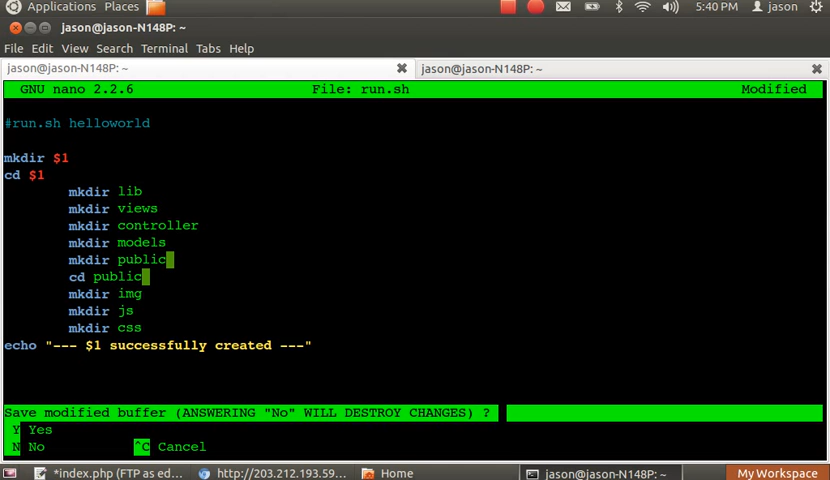 Applications Places 5:40 PM jason
jason@jason-N148P: ~
File Edit View Search Terminal Tabs Help
jason@jason-N148P: ~ jason@jason-N148P: ~
GNU nano 2.2.6 File: run.sh Modified
#run.sh helloworld
mkdir $1
cd $1
mkdir lib
mkdir views
mkdir controller
mkdir models
mkdir public
cd public
mkdir img
mkdir js
mkdir css
echo "--- $1 successfully created ---"
Save modified buffer (ANSWERING "No" WILL DESTROY CHANGES) ?
Y Yes
N No ^C Cancel
*index.php (FTP as ed... http://203.212.193.59... Home jason@jason-N148P: ~ My Workspace